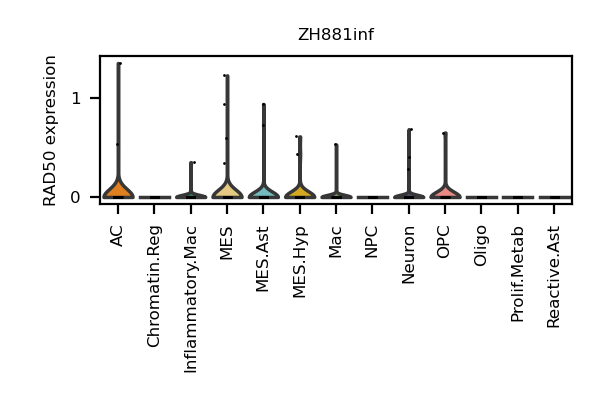 ZH881inf
RAD50 expression
1
0
AC
Chromatin.Reg
Inflammatory.Mac
MES
MES.Ast
MES.Hyp
Mac
NPC
Neuron
OPC
Oligo
Prolif.Metab
Reactive.Ast